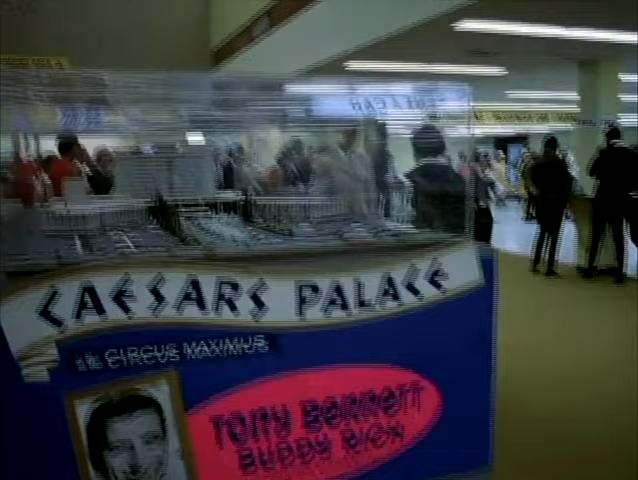 CAESARS PALACE
CIRCUS MAXIMUS
TONY BENNETT
BUDDY RICH